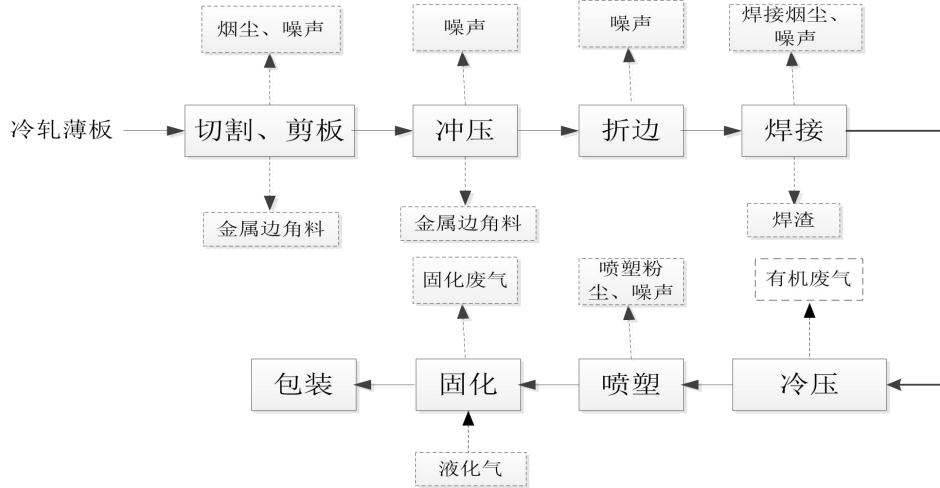 烟尘、噪声
噪声
噪声
焊接烟尘、
噪声
冷轧薄板
切割、剪板
冲压
折边
焊接
金属边角料
金属边角料
焊渣
固化废气
喷塑粉
尘、噪声
有机废气
包装
固化
喷塑
冷压
液化气